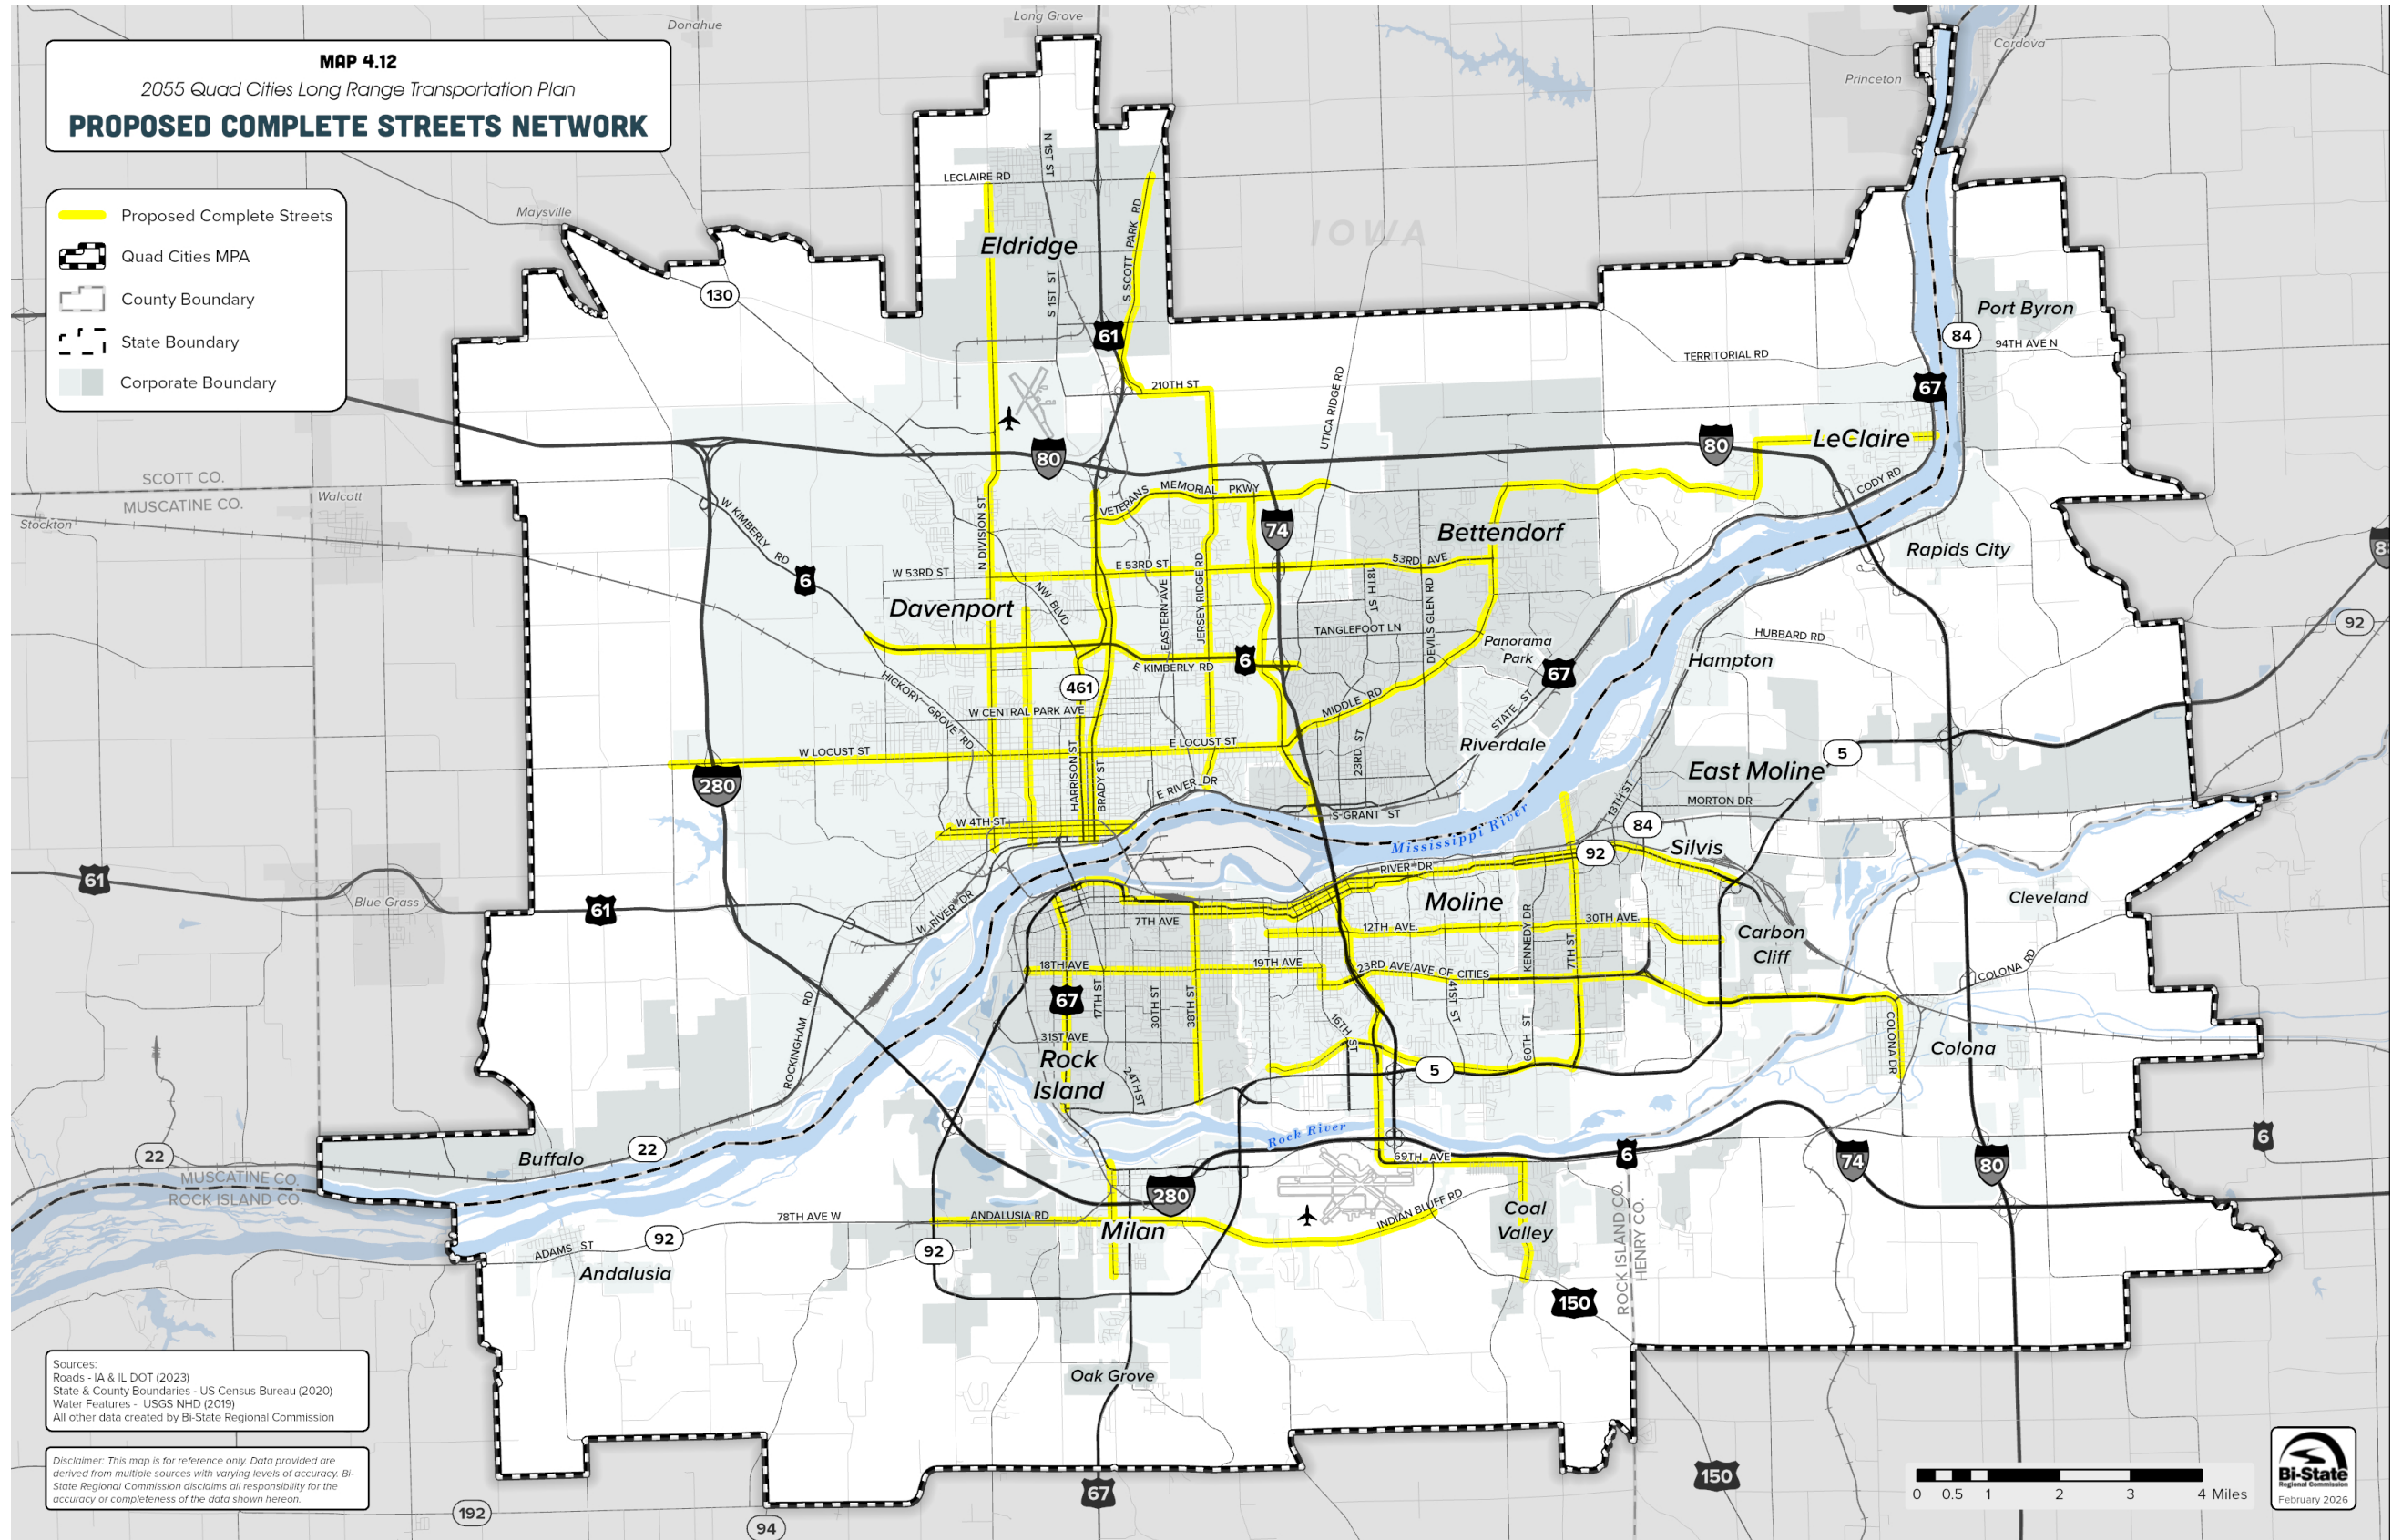 MAP 4.12
2055 Quad Cities Long Range Transportation Plan
PROPOSED COMPLETE STREETS NETWORK
Proposed Complete Streets
Quad Cities MPA
County Boundary
State Boundary
Corporate Boundary
Donahue
Long Grove
Cordova
Princeton
Maysville
LECLAIRE RD
N 1ST ST
S SCOTT PARK RD
IOWA
Eldridge
130
S 1ST ST
61
Port Byron
84
94TH AVE N
TERRITORIAL RD
67
210TH ST
UTICA RIDGE RD
LeClaire
80
80
SCOTT CO.
MUSCATINE CO.
Walcott
Stockton
CODY RD
VETERANS MEMORIAL PKWY
W KIMBERLY RD
N DIVISION ST
74
Bettendorf
Rapids City
8
6
W 53RD ST
E 53RD ST
53RD AVE
Davenport
NW BLVD
EASTERN AVE
JERSEY RIDGE RD
18TH ST
DEVILS GLEN RD
92
TANGLEFOOT LN
HUBBARD RD
Panorama
Park
Hampton
E KIMBERLY RD
6
67
461
HICKORY GROVE RD
W CENTRAL PARK AVE
MIDDLE RD
STATE ST
W LOCUST ST
E LOCUST ST
23RD ST
Riverdale
5
280
HARRISON ST
BRADY ST
E RIVER DR
East Moline
13TH ST
MORTON DR
W 4TH ST
S GRANT ST
Mississippi River
84
92
Silvis
RIVER DR
61
Blue Grass
61
W RIVER DR
7TH AVE
Moline
12TH AVE.
KENNEDY DR
30TH AVE.
7TH ST
Carbon
Cliff
Cleveland
18TH AVE
19TH AVE
23RD AVE/AVE OF CITIES
COLONA RD
67
17TH ST
30TH ST
38TH ST
41ST ST
16TH ST
60TH ST
ROCKINGHAM RD
31ST AVE
Rock
Island
24TH ST
5
COLONA DR
Colona
Rock River
22
Buffalo
22
MUSCATINE CO.
ROCK ISLAND CO.
69TH AVE
6
74
80
6
280
78TH AVE W
ANDALUSIA RD
Milan
INDIAN BLUFF RD
Coal
Valley
ROCK ISLAND CO.
HENRY CO.
92
92
ADAMS ST
Andalusia
150
Oak Grove
Sources:
Roads - IA & IL DOT (2023)
State & County Boundaries - US Census Bureau (2020)
Water Features - USGS NHD (2019)
All other data created by Bi-State Regional Commission
Disclaimer: This map is for reference only. Data provided are
derived from multiple sources with varying levels of accuracy. Bi-
State Regional Commission disclaims all responsibility for the
accuracy or completeness of the data shown hereon.
192
94
67
150
0 0.5 1 2 3 4 Miles
Bi-State
Regional Commission
February 2026